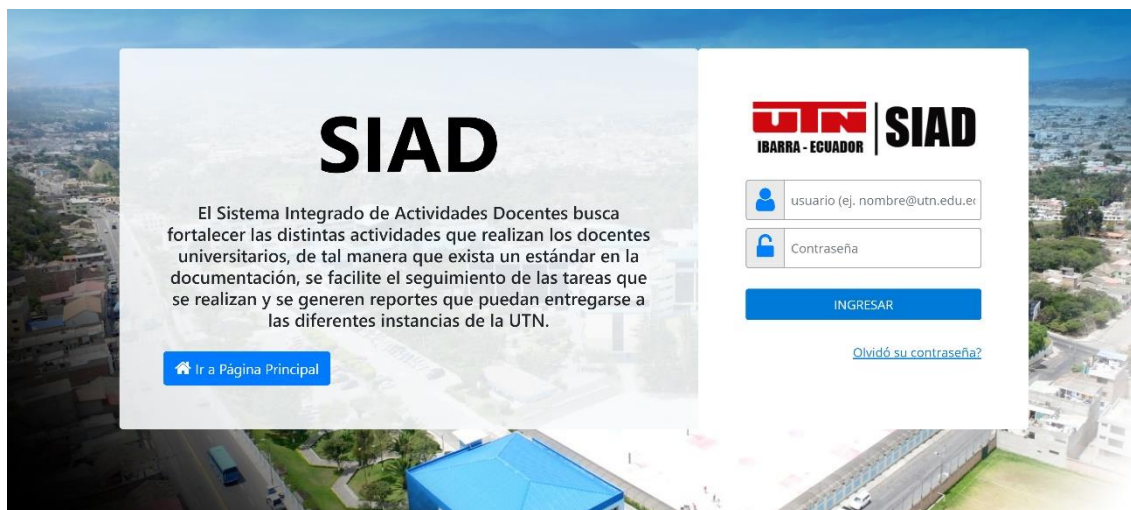 SIAD
El Sistema Integrado de Actividades Docentes busca
fortalecer las distintas actividades que realizan los docentes
universitarios, de tal manera que exista un estándar en la
documentación, se facilite el seguimiento de las tareas que
se realizan y se generen reportes que puedan entregarse a
las diferentes instancias de la UTN.
Ir a Página Principal
UTN
IBARRA - ECUADOR
SIAD
usuario (ej. nombre@utn.edu.ec
Contraseña
INGRESAR
Olvidó su contraseña?